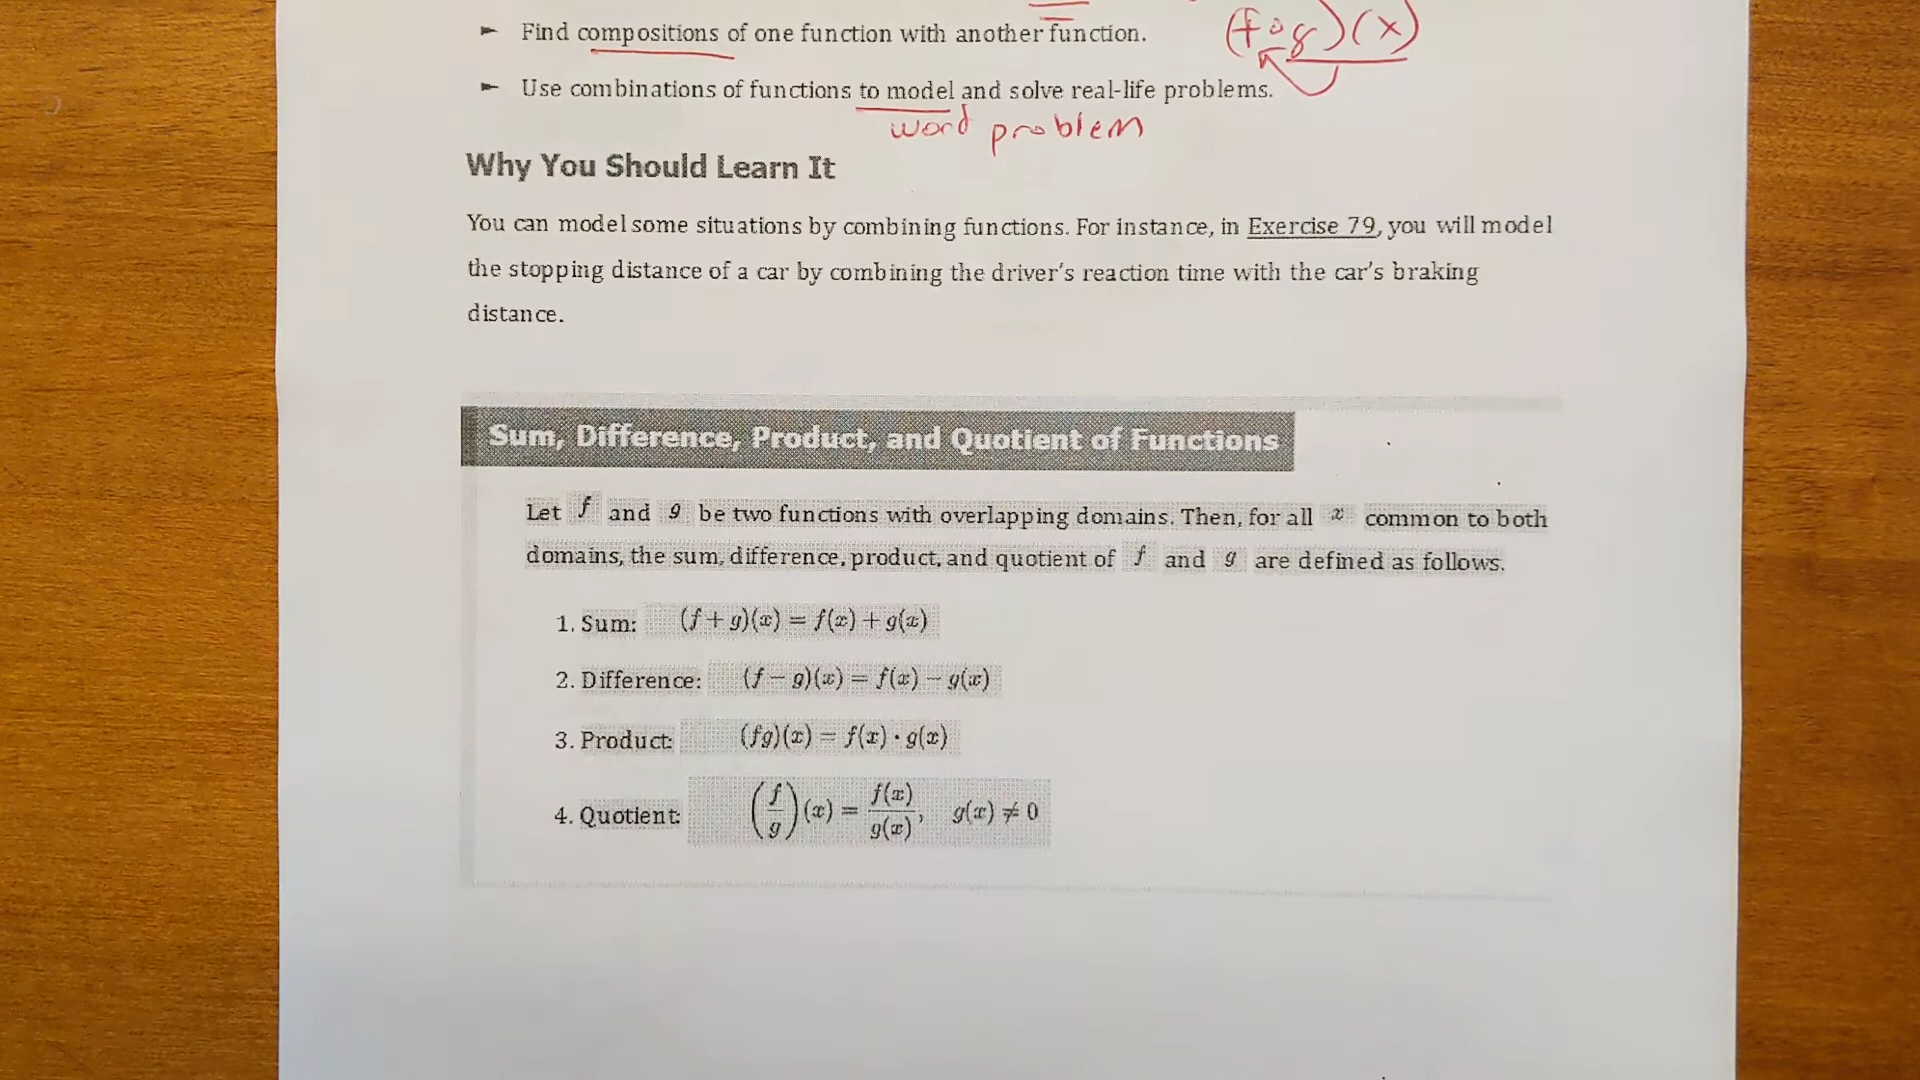 ► Find compositions of one function with another function. (f∘g)(x)
► Use combinations of functions to model and solve real-life problems.
word problem
Why You Should Learn It
You can model some situations by combining functions. For instance, in Exercise 79, you will model
the stopping distance of a car by combining the driver's reaction time with the car's braking
distance.
Sum, Difference, Product, and Quotient of Functions
Let f and g be two functions with overlapping domains. Then, for all x common to both
domains, the sum, difference, product, and quotient of f and g are defined as follows.
1. Sum: (f + g)(x) = f(x) + g(x)
2. Difference: (f − g)(x) = f(x) − g(x)
3. Product: (fg)(x) = f(x) · g(x)
4. Quotient: (f/g)(x) = f(x)/g(x), g(x) ≠ 0